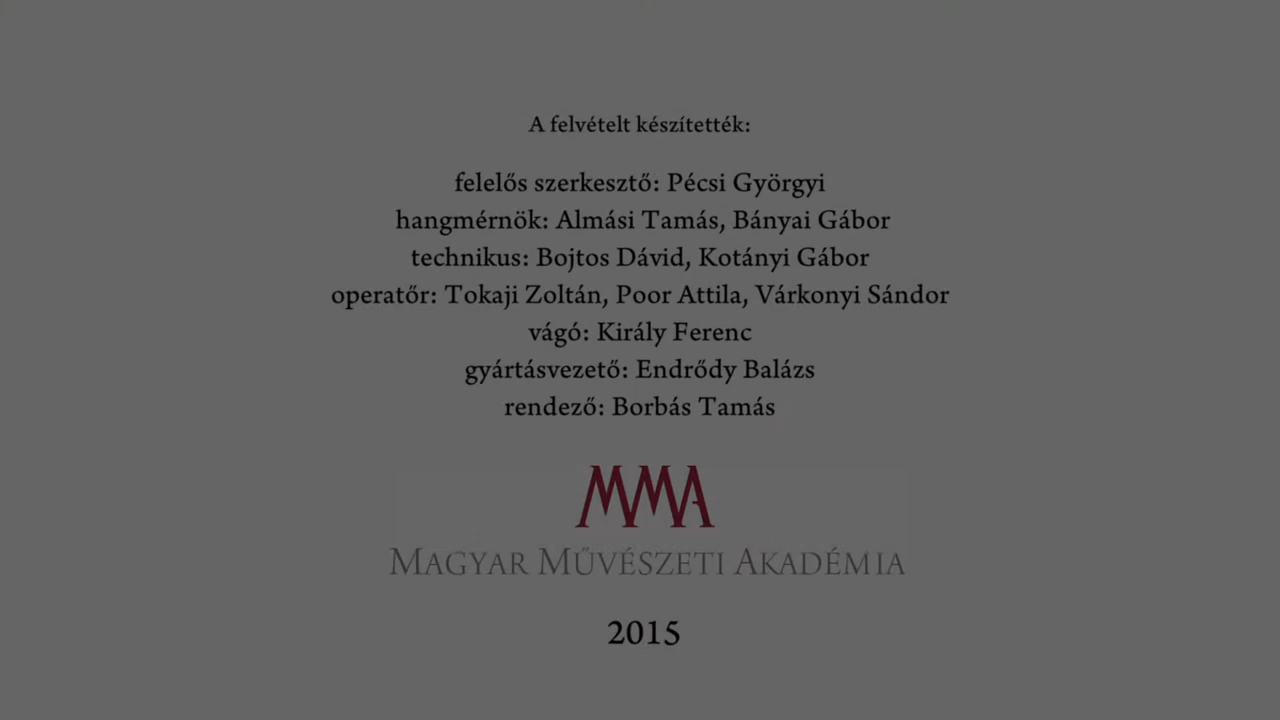 A felvételt készítették:
felelős szerkesztő: Pécsi Györgyi
hangmérnök: Almási Tamás, Bányai Gábor
technikus: Bojtos Dávid, Kotányi Gábor
operatőr: Tokaji Zoltán, Poor Attila, Várkonyi Sándor
vágó: Király Ferenc
gyártásvezető: Endrődy Balázs
rendező: Borbás Tamás
MMA
MAGYAR MŰVÉSZETI AKADÉMIA
2015